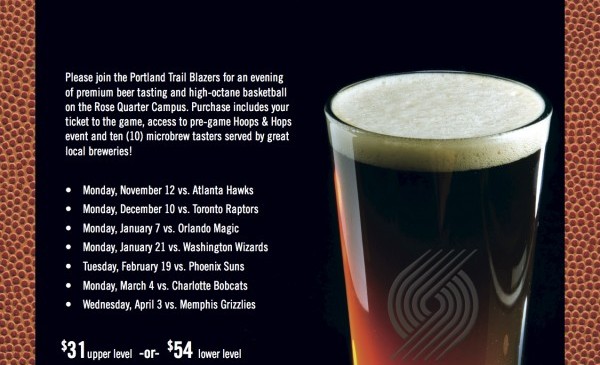 Please join the Portland Trail Blazers for an evening
of premium beer tasting and high-octane basketball
on the Rose Quarter Campus. Purchase includes your
ticket to the game, access to pre-game Hoops & Hops
event and ten (10) microbrew tasters served by great
local breweries!
• Monday, November 12 vs. Atlanta Hawks
• Monday, December 10 vs. Toronto Raptors
• Monday, January 7 vs. Orlando Magic
• Monday, January 21 vs. Washington Wizards
• Tuesday, February 19 vs. Phoenix Suns
• Monday, March 4 vs. Charlotte Bobcats
• Wednesday, April 3 vs. Memphis Grizzlies
$31 upper level -or- $54 lower level